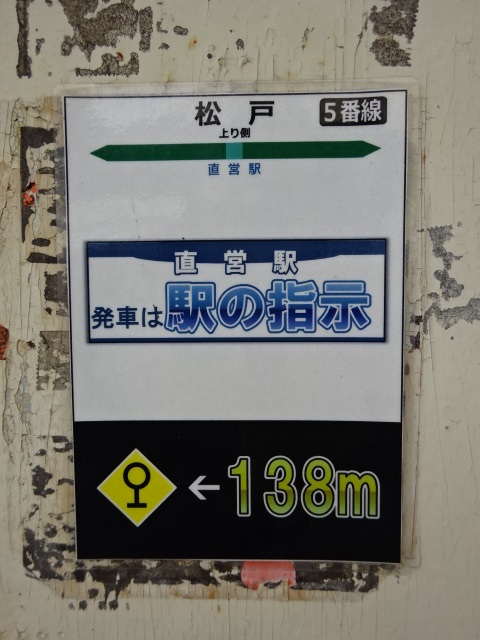 松戸 5番線
上り側
直営駅
直営駅
発車は駅の指示
←138m